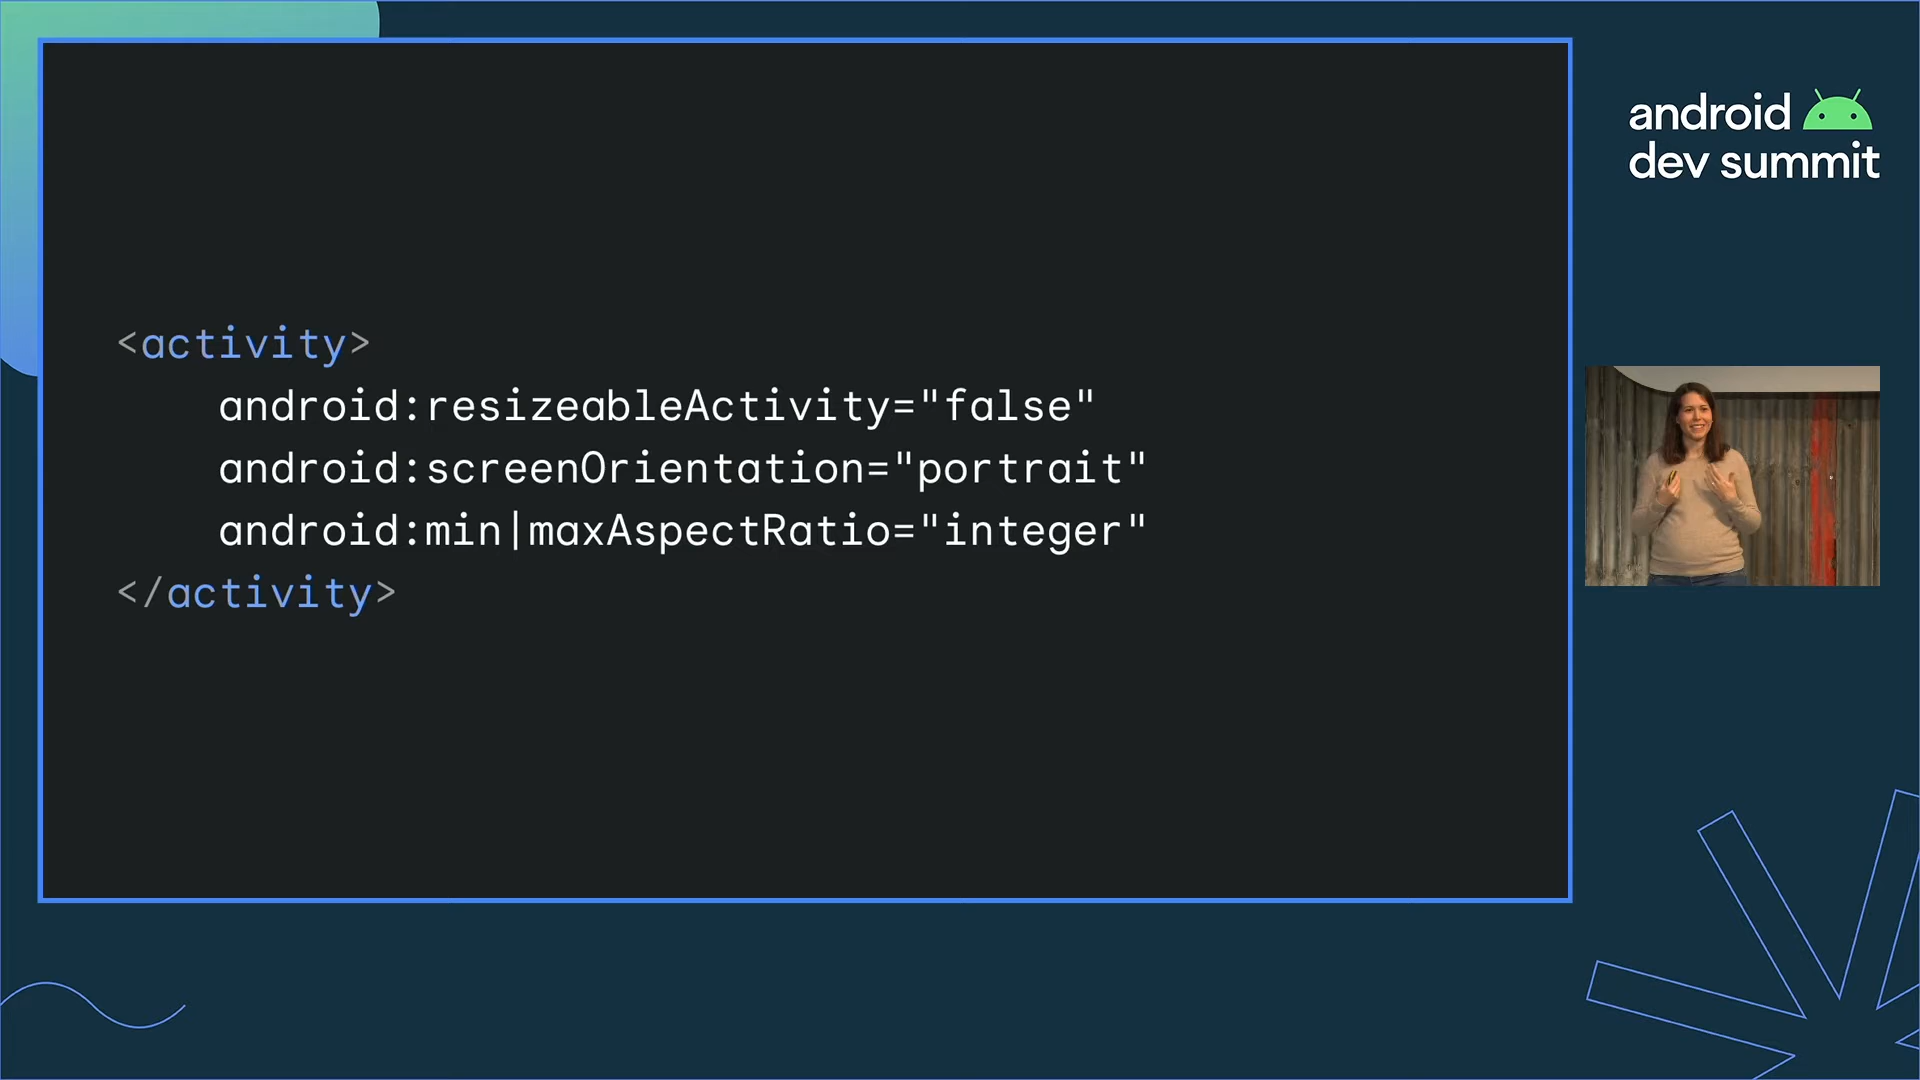 <activity>
android:resizeableActivity="false"
android:screenOrientation="portrait"
android:min|maxAspectRatio="integer"
</activity>
android
dev summit